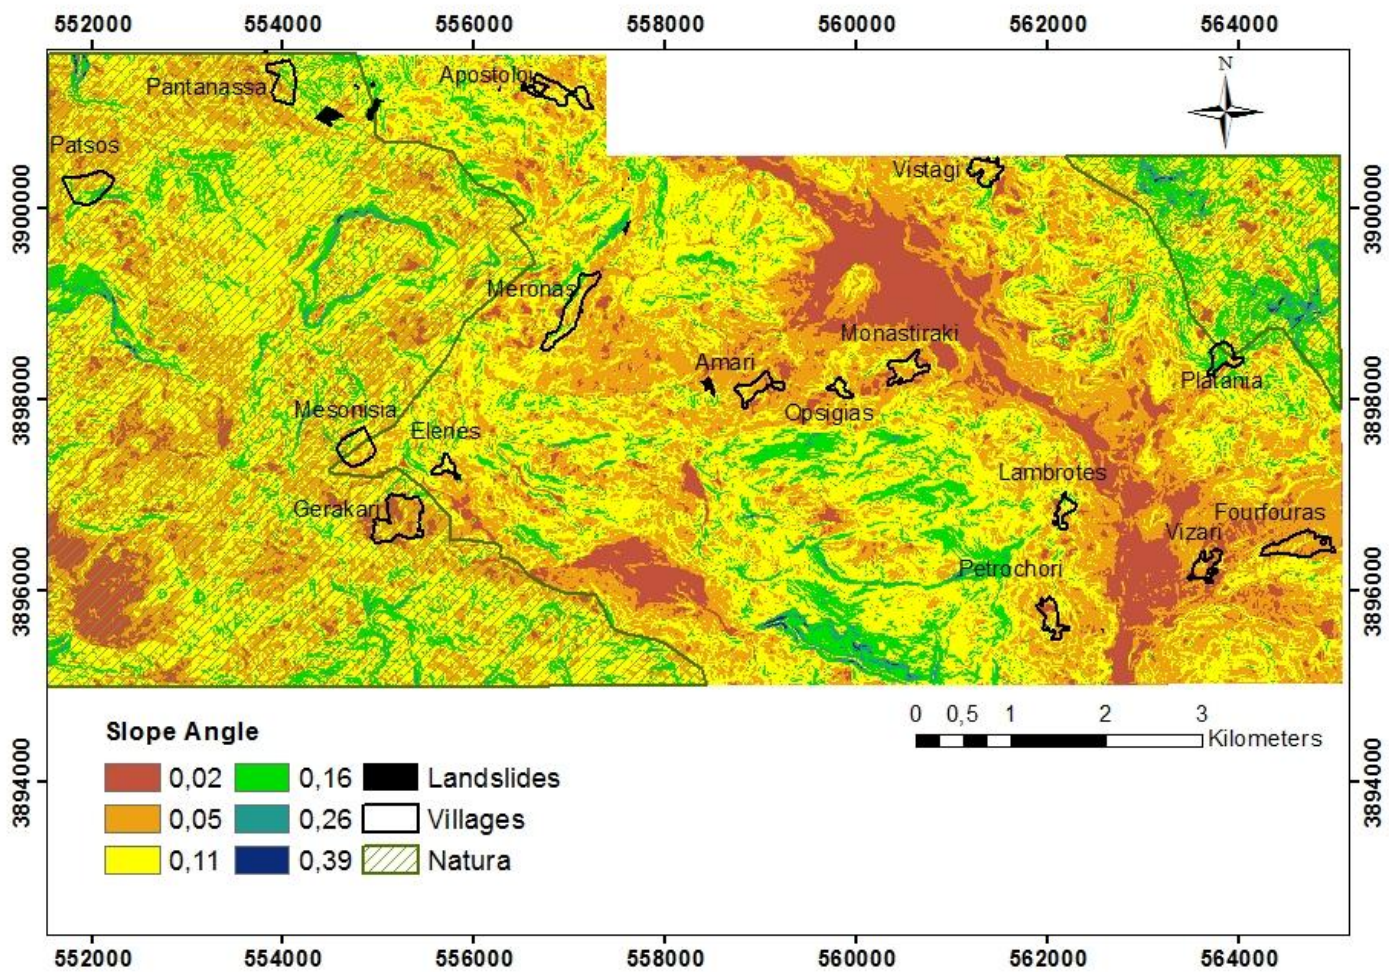 552000 554000 556000 558000 560000 562000 564000
N
Apostoloi
Pantanassa
Patsos
Vistagi
3900000 3900000
Meronas
Monastiraki
Amari
Platania
3898000 3898000
Mesonisia
Opsigias
Elenes
Lambrotes
Gerakari
Fourfouras
Vizari
Petrochori
3896000 3896000
0 0,5 1 2 3
Kilometers
Slope Angle
0,02 0,16 Landslides
3894000 3894000
0,05 0,26 Villages
0,11 0,39 Natura
552000 554000 556000 558000 560000 562000 564000